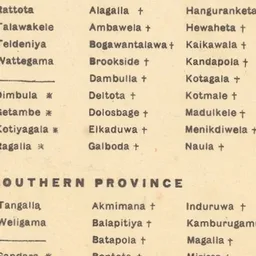 Rattota Alagalla † Hanguranketa
Talawakele Ambawela † Hewaheta †
Teldeniya Bogawantalawa † Kaikawala †
Wattegama Brookside † Kandapola †
Dambulla † Kotagala †
Dimbula * Deltota † Kotmale †
Getambe * Dolosbage † Madulkele †
Kotiyagala * Elkaduwa † Menikdiwela †
Ragalla * Galboda † Naula †
SOUTHERN PROVINCE
Tangalla Akmimana † Induruwa †
Weligama Balapitiya † Kamburugamu
Batapola † Magalla †